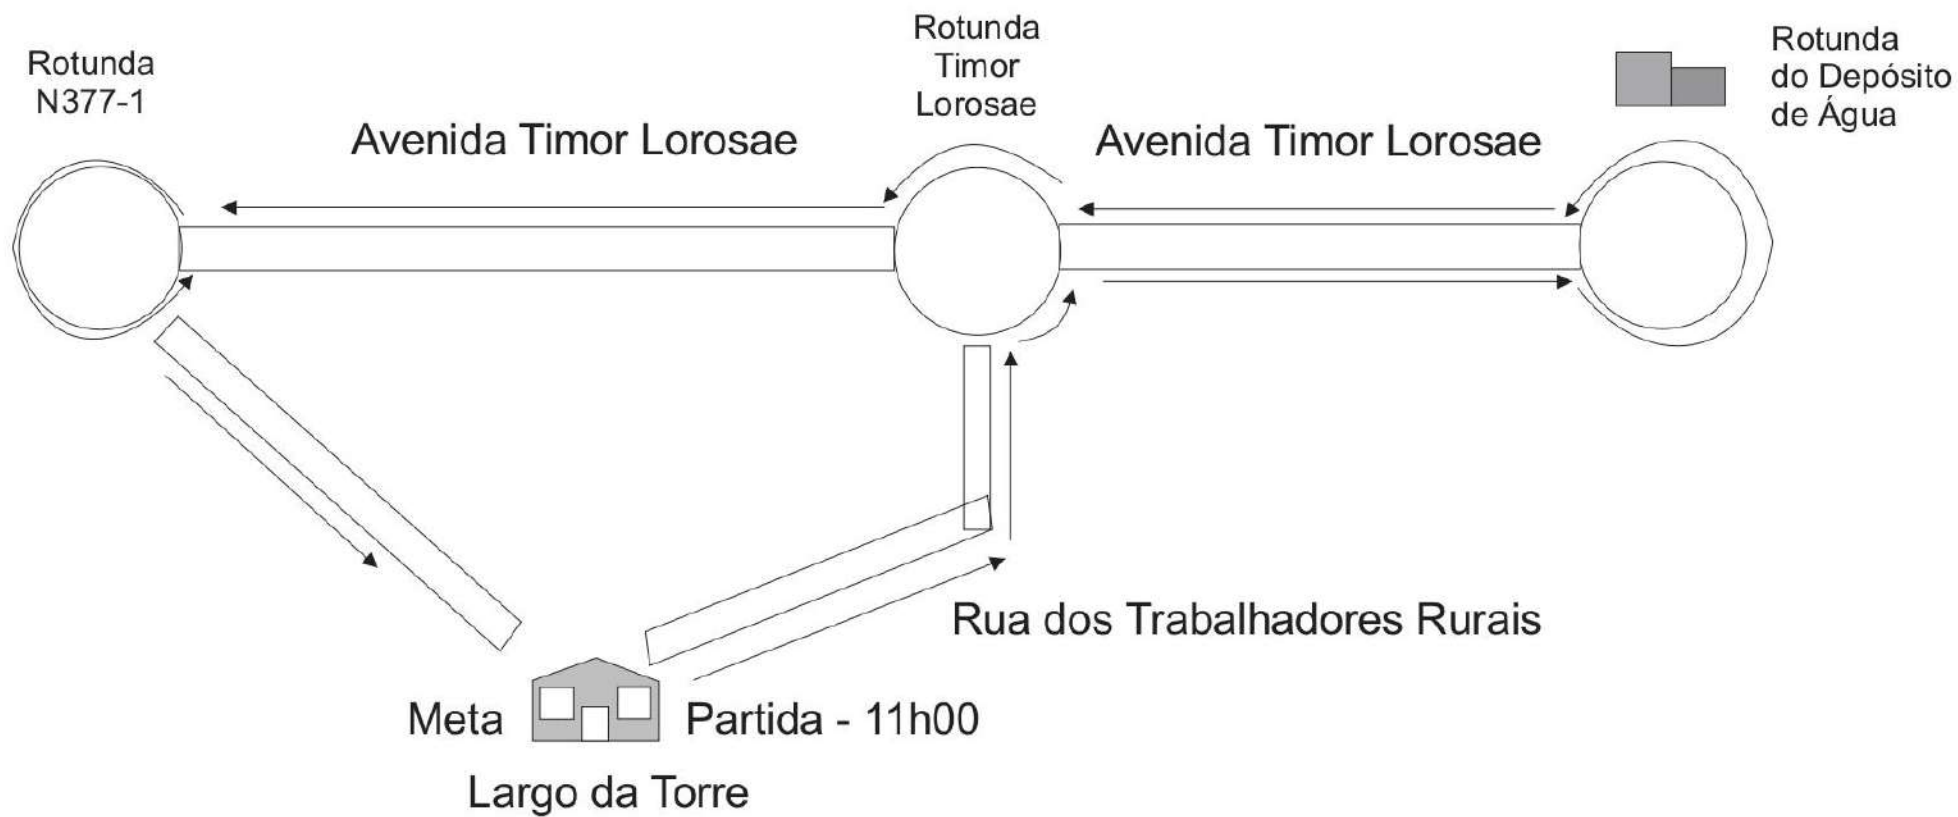 Rotunda
N377-1
Avenida Timor Lorosae
Rotunda
Timor
Lorosae
Avenida Timor Lorosae
Rotunda
do Depósito
de Água
Rua dos Trabalhadores Rurais
Meta
Partida - 11h00
Largo da Torre